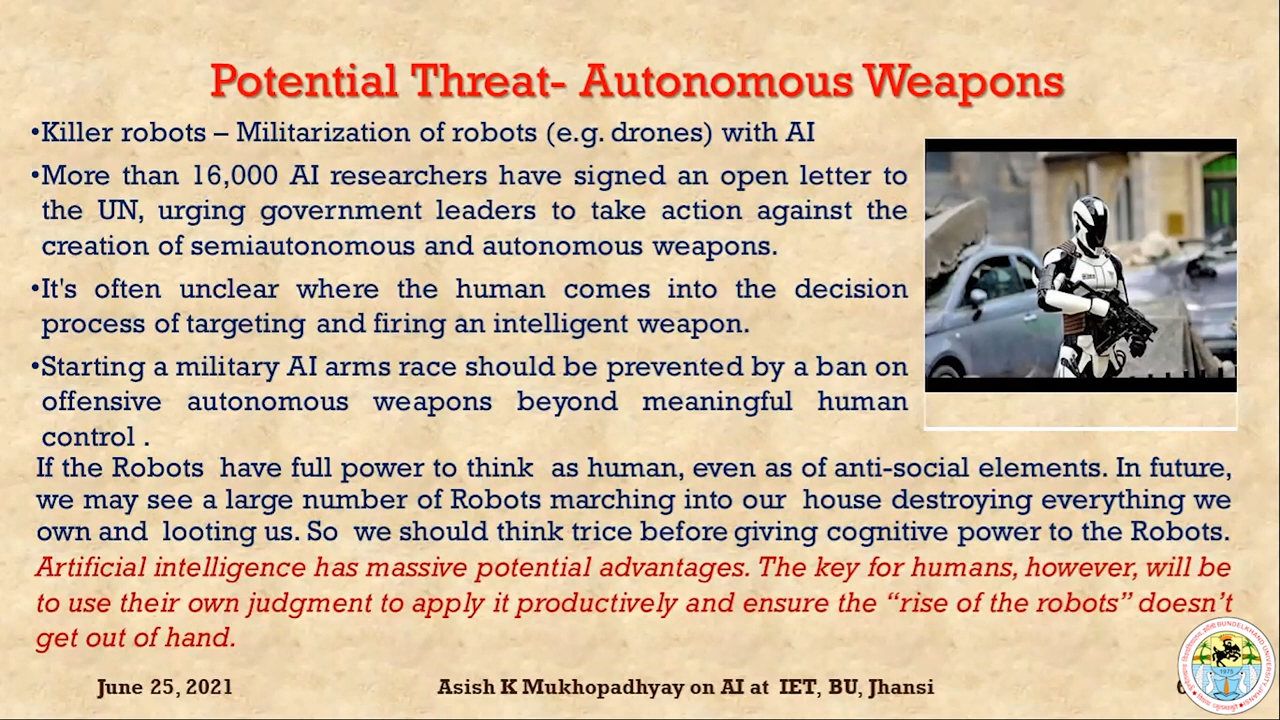 Potential Threat- Autonomous Weapons
•Killer robots – Militarization of robots (e.g. drones) with AI
•More than 16,000 AI researchers have signed an open letter to
the UN, urging government leaders to take action against the
creation of semiautonomous and autonomous weapons.
•It's often unclear where the human comes into the decision
process of targeting and firing an intelligent weapon.
•Starting a military AI arms race should be prevented by a ban on
offensive autonomous weapons beyond meaningful human
control .
If the Robots have full power to think as human, even as of anti-social elements. In future,
we may see a large number of Robots marching into our house destroying everything we
own and looting us. So we should think trice before giving cognitive power to the Robots.
Artificial intelligence has massive potential advantages. The key for humans, however, will be
to use their own judgment to apply it productively and ensure the “rise of the robots” doesn’t
get out of hand.
June 25, 2021
Asish K Mukhopadhyay on AI at IET, BU, Jhansi
BUNDELKHAND UNIVERSITY JHANSI
1975